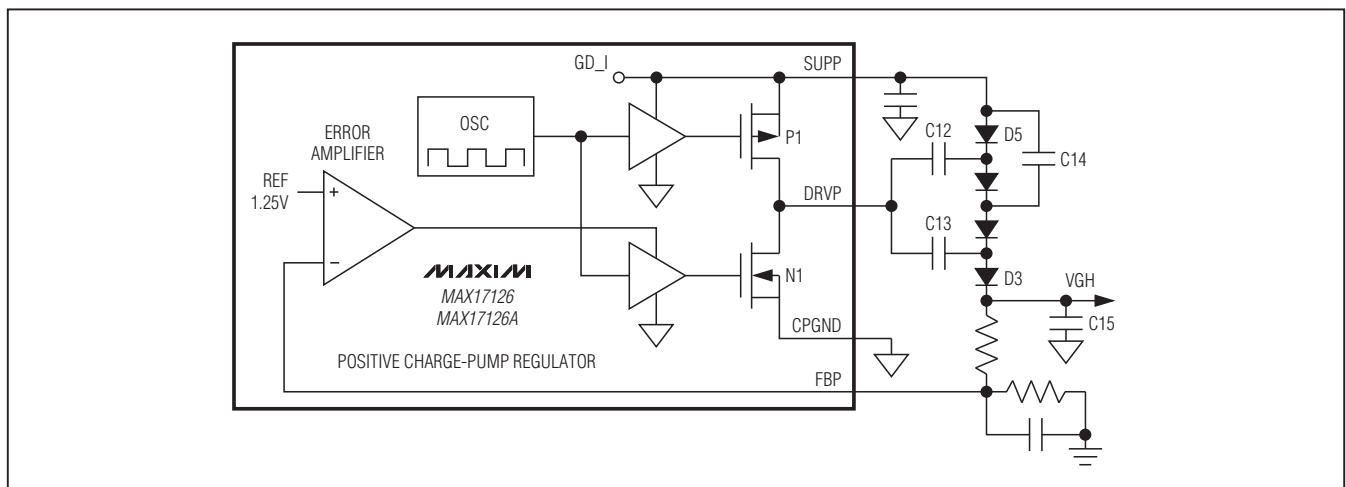 GD_I
SUPP
OSC
P1
C12
D5
C14
ERROR
AMPLIFIER
REF
1.25V
+
−
DRVP
C13
MAXIM
MAX17126
MAX17126A
N1
D3
VGH
C15
CPGND
POSITIVE CHARGE-PUMP REGULATOR
FBP